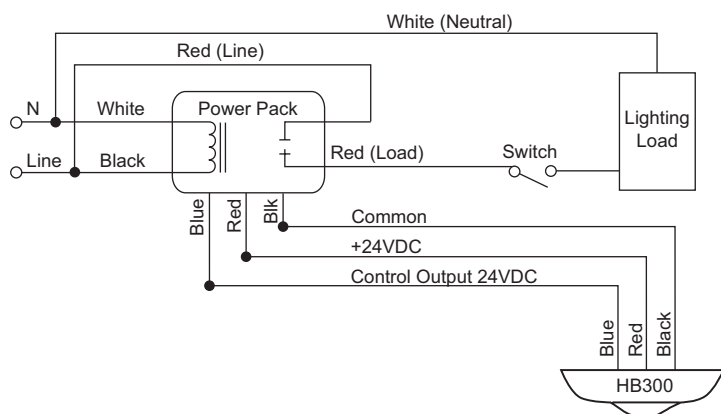 White (Neutral)
Red (Line)
N
White
Power Pack
Lighting
Load
Line
Black
Red (Load)
Switch
Blue
Red
Blk
Common
+24VDC
Control Output 24VDC
Blue
Red
Black
HB300